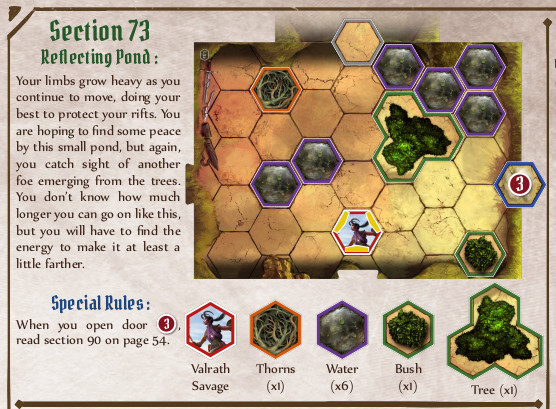 Section 73
Reflecting Pond:
Your limbs grow heavy as you
continue to move, doing your
best to protect your rifts. You
are hoping to find some peace
by this small pond, but again,
you catch sight of another
foe emerging from the trees.
You don't know how much
longer you can go on like this,
but you will have to find the
energy to make it at least a
little farther.
3
Special Rules:
When you open door 3,
read section 90 on page 54.
Valrath
Savage
Thorns
(x1)
Water
(x6)
Bush
(x1)
Tree (x1)